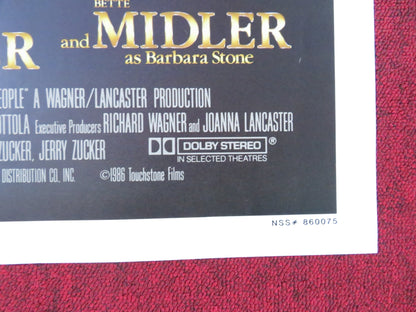 BETTE
R and MIDLER
as Barbara Stone
EOPLE" A WAGNER/LANCASTER PRODUCTION
OTTOLA Executive Producers RICHARD WAGNER and JOANNA LANCASTER
ZUCKER, JERRY ZUCKER DOLBY STEREO ®
IN SELECTED THEATRES
DISTRIBUTION CO., INC. ©1986 Touchstone Films
NSS# 860075